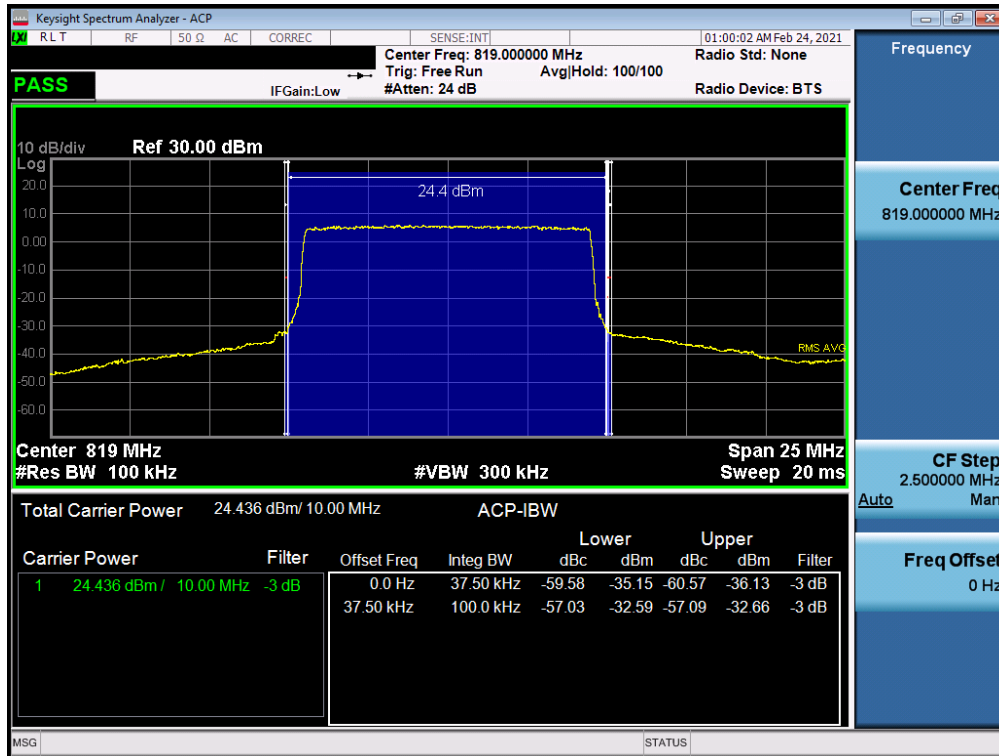 Keysight Spectrum Analyzer - ACP
LXI RLT RF 50 Ω AC CORREC SENSE:INT 01:00:02 AM Feb 24, 2021
Center Freq: 819.000000 MHz Radio Std: None
Trig: Free Run Avg|Hold: 100/100
PASS IFGain:Low #Atten: 24 dB Radio Device: BTS
10 dB/div Ref 30.00 dBm
Log
20.0
24.4 dBm
10.0
0.00
-10.0
-20.0
-30.0
-40.0
RMS AVG
-50.0
-60.0
Center 819 MHz Span 25 MHz
#Res BW 100 kHz #VBW 300 kHz Sweep 20 ms
Total Carrier Power 24.436 dBm/ 10.00 MHz ACP-IBW
Lower Upper
Carrier Power Filter Offset Freq Integ BW dBc dBm dBc dBm Filter
1 24.436 dBm / 10.00 MHz -3 dB 0.0 Hz 37.50 kHz -59.58 -35.15 -60.57 -36.13 -3 dB
37.50 kHz 100.0 kHz -57.03 -32.59 -57.09 -32.66 -3 dB
MSG STATUS
Frequency
Center Freq
819.000000 MHz
CF Step
2.500000 MHz
Auto Man
Freq Offset
0 Hz